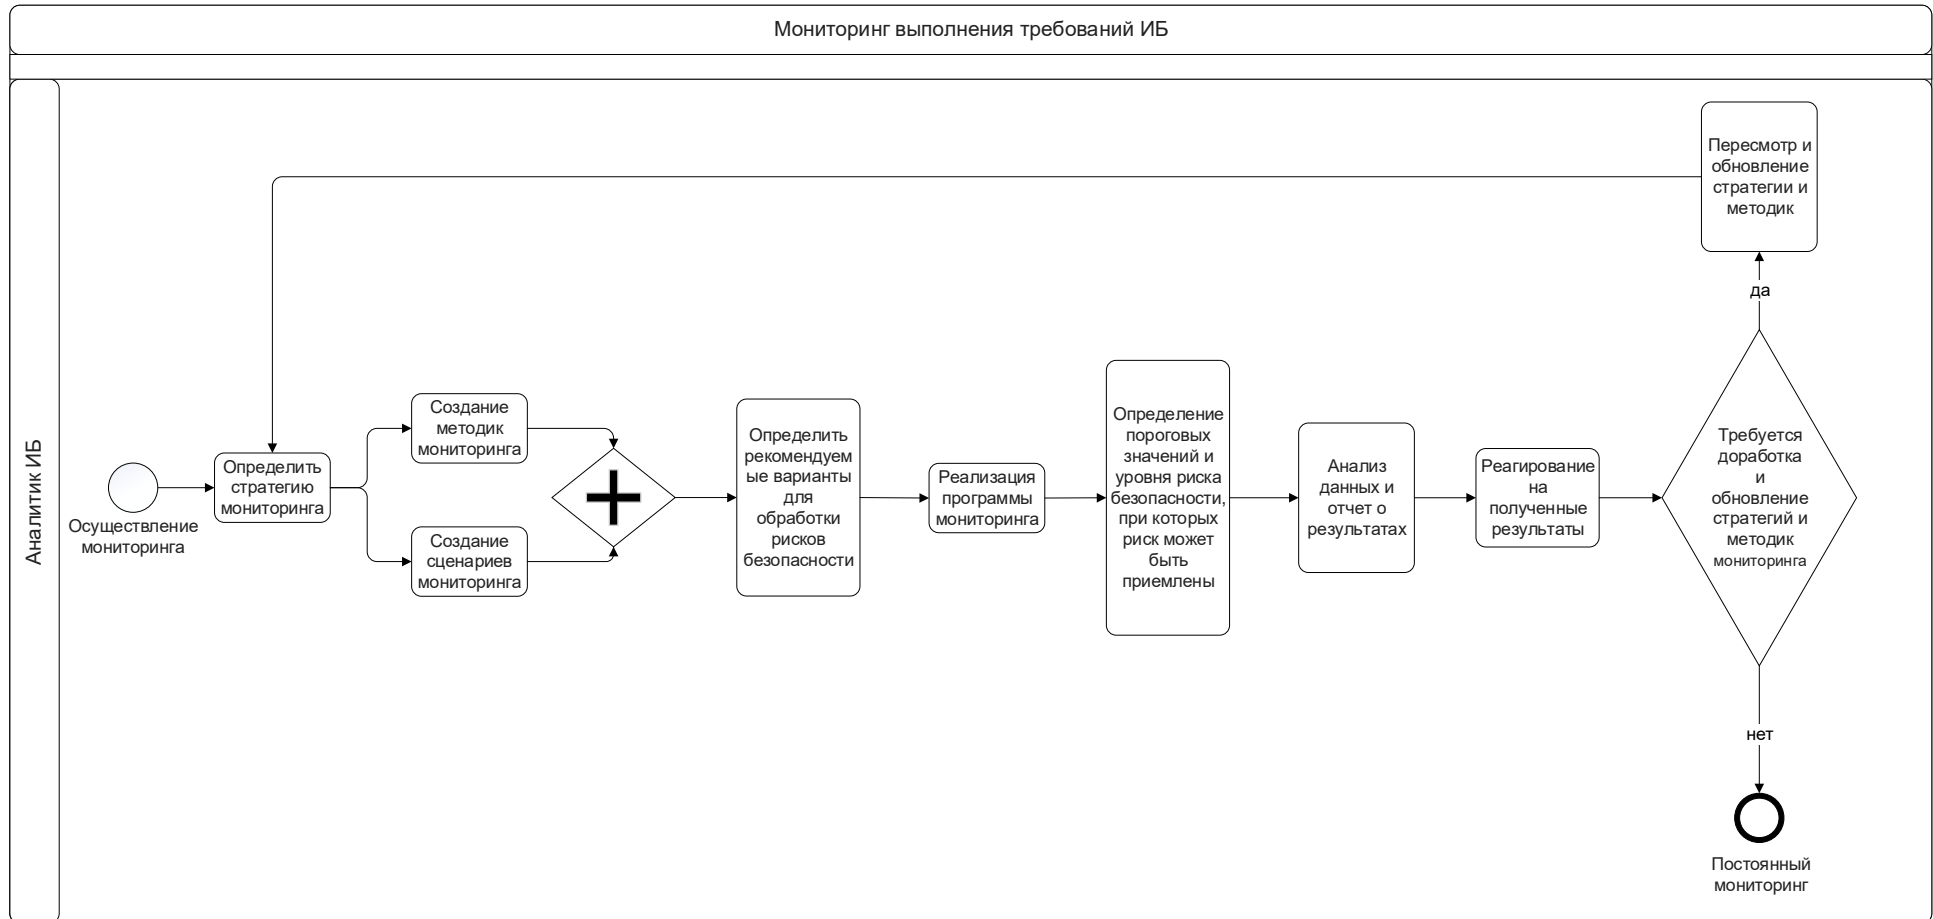 Мониторинг выполнения требований ИБ
Аналитик ИБ
Осуществление
мониторинга
Определить
стратегию
мониторинга
Создание
методик
мониторинга
Создание
сценариев
мониторинга
Определить
рекомендуем
ые варианты
для
обработки
рисков
безопасности
Реализация
программы
мониторинга
Определение
пороговых
значений и
уровня риска
безопасности,
при которых
риск может
быть
приемлены
Анализ
данных и
отчет о
результатах
Реагирование
на
полученные
результаты
Требуется
доработка
и
обновление
стратегий и
методик
мониторинга
да
Пересмотр и
обновление
стратегии и
методик
нет
Постоянный
мониторинг